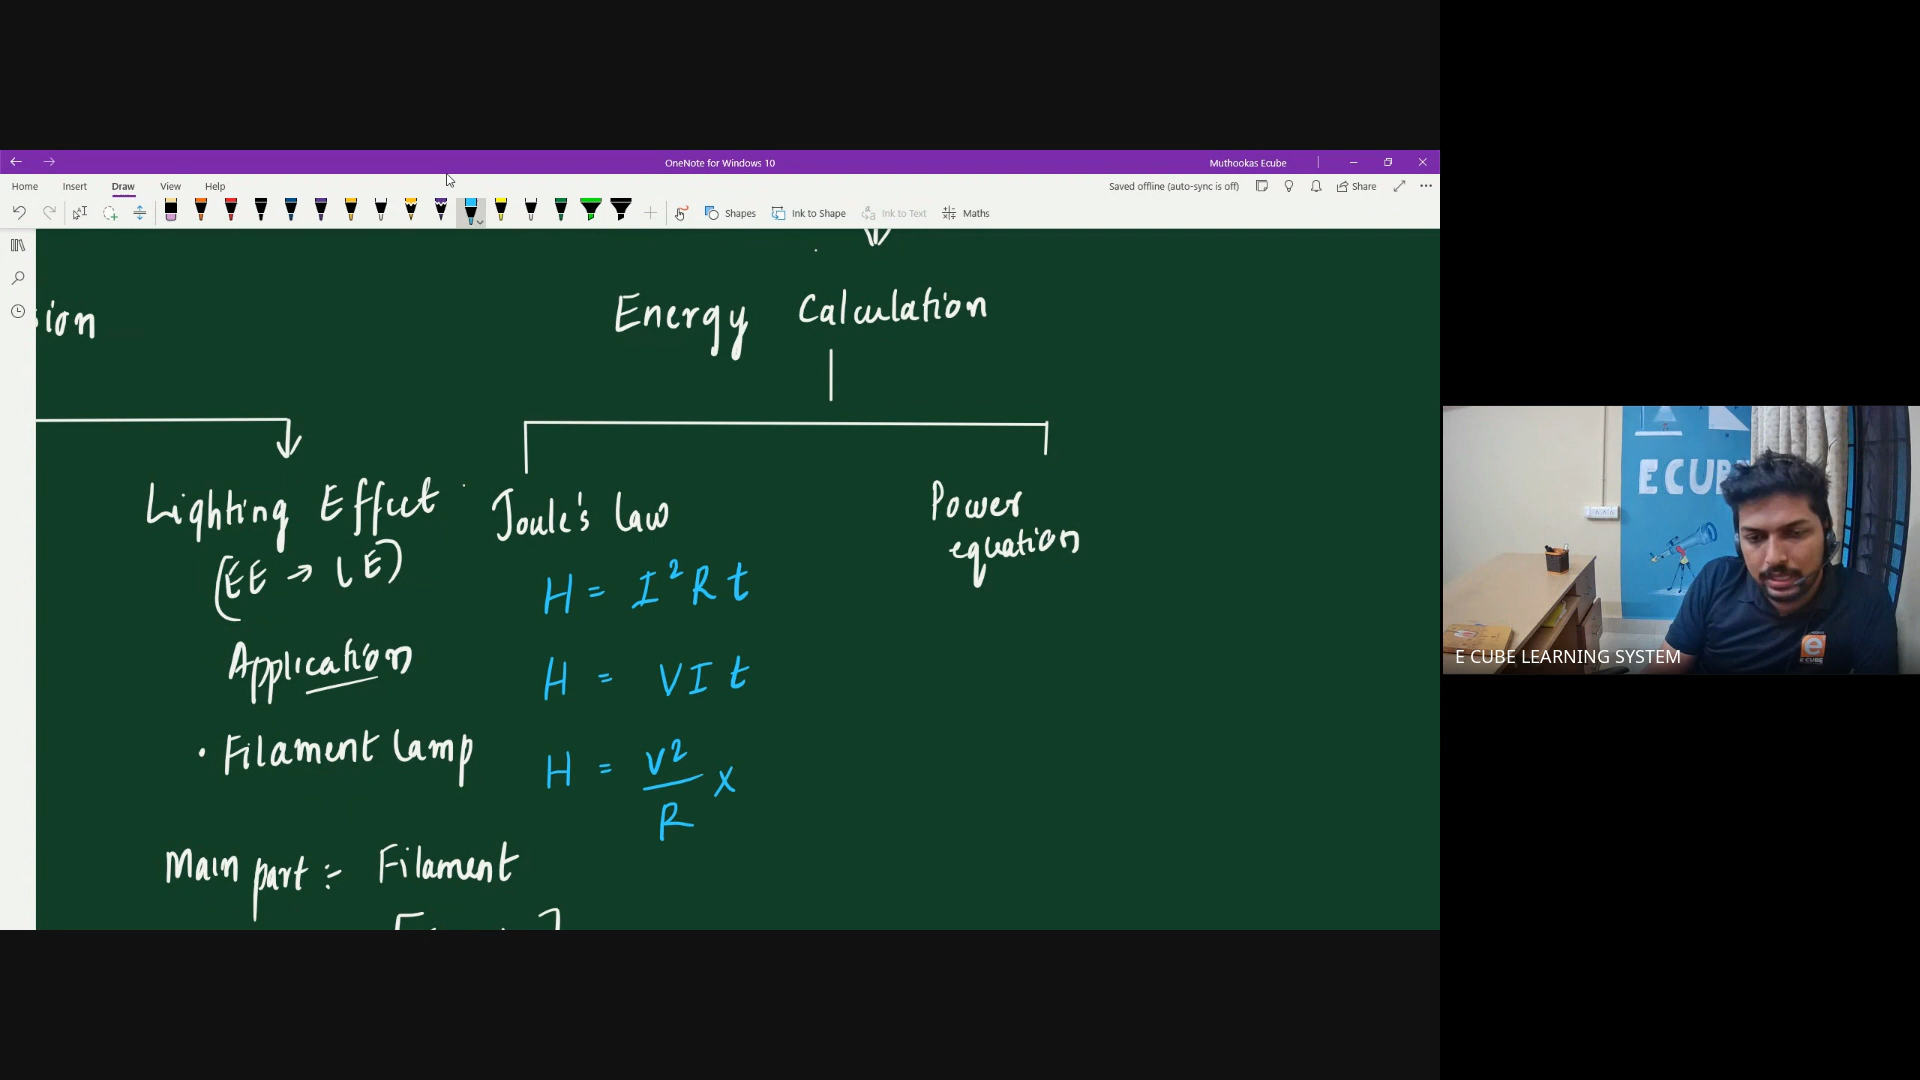 OneNote for Windows 10
Muthookas Ecube
Home Insert Draw View Help
Saved offline (auto-sync is off)
Share
Shapes
Ink to Shape
Ink to Text
Maths
sion
Energy Calculation
Lighting Effect
(EE → LE)
Application
• Filament lamp
Main part :- Filament
Joule's law
H = I²Rt
H = VIt
H = V²/R x
Power
equation
E CUBE
E CUBE LEARNING SYSTEM